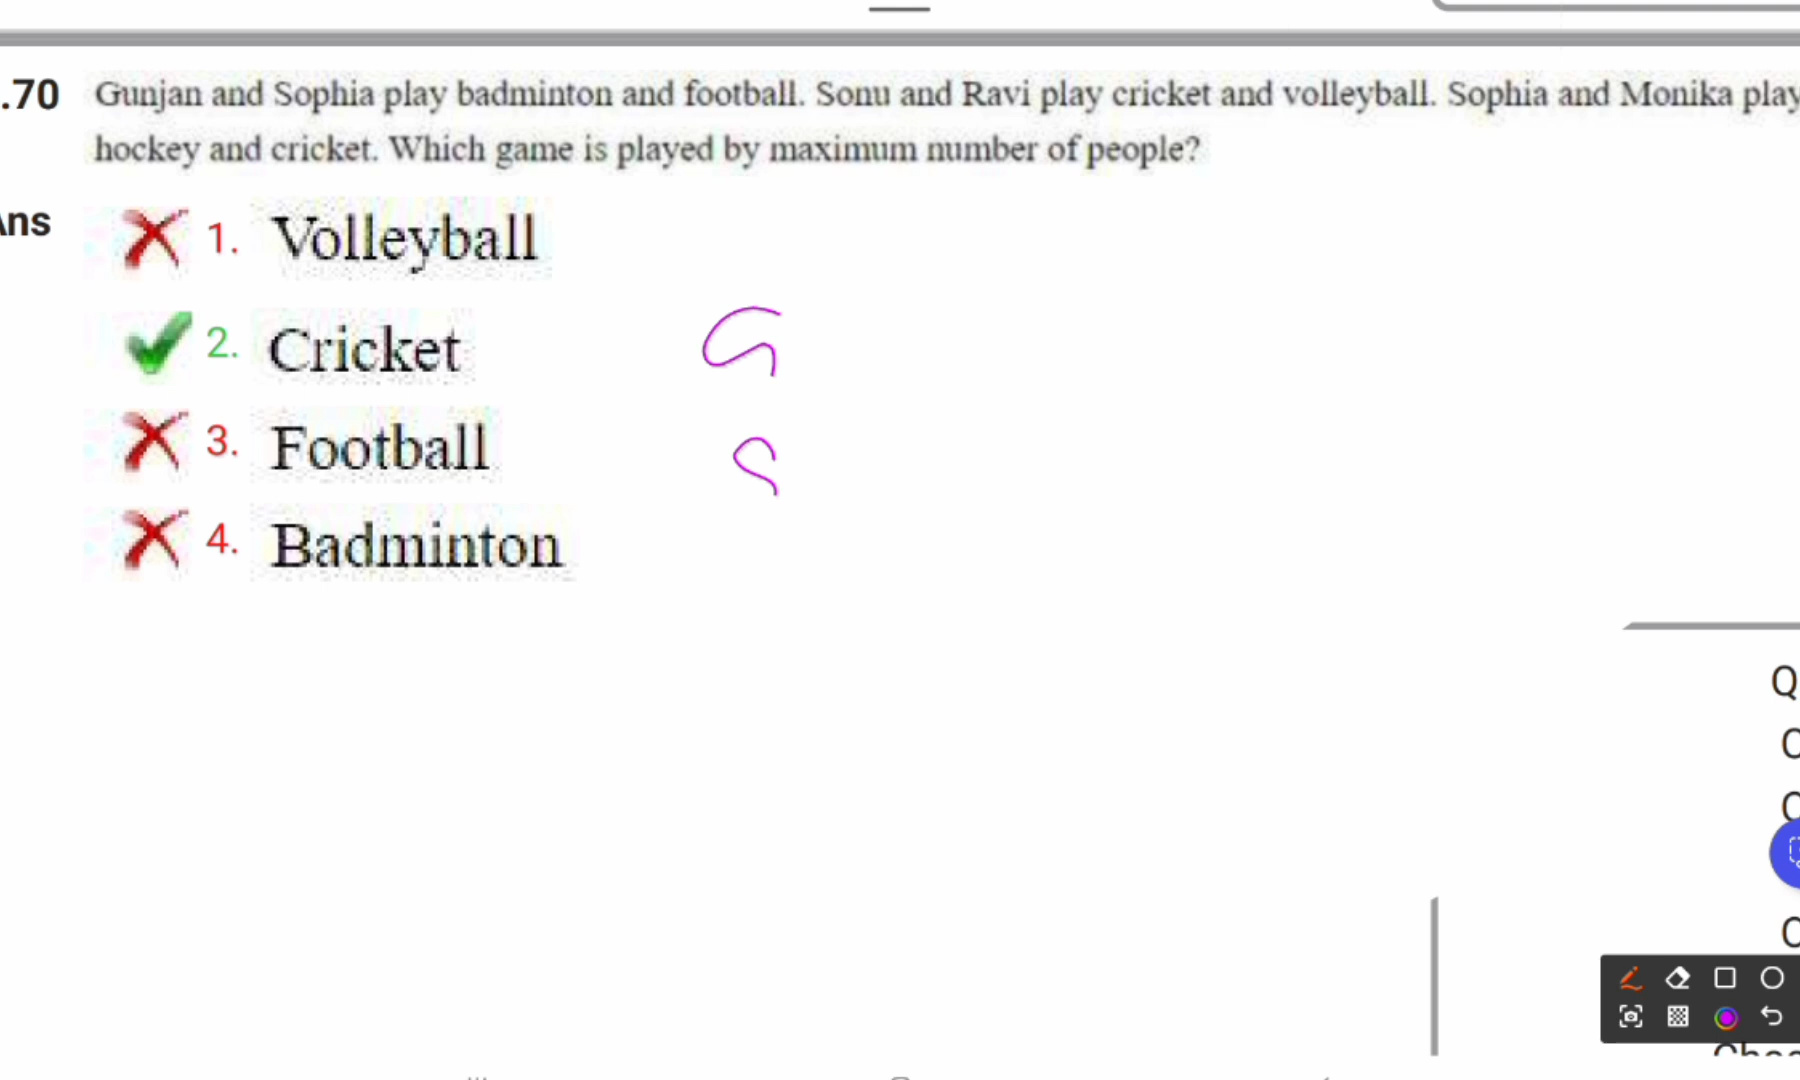 .70 Gunjan and Sophia play badminton and football. Sonu and Ravi play cricket and volleyball. Sophia and Monika play
hockey and cricket. Which game is played by maximum number of people?
Ans
1. Volleyball
2. Cricket
G
3. Football
S
4. Badminton
Q